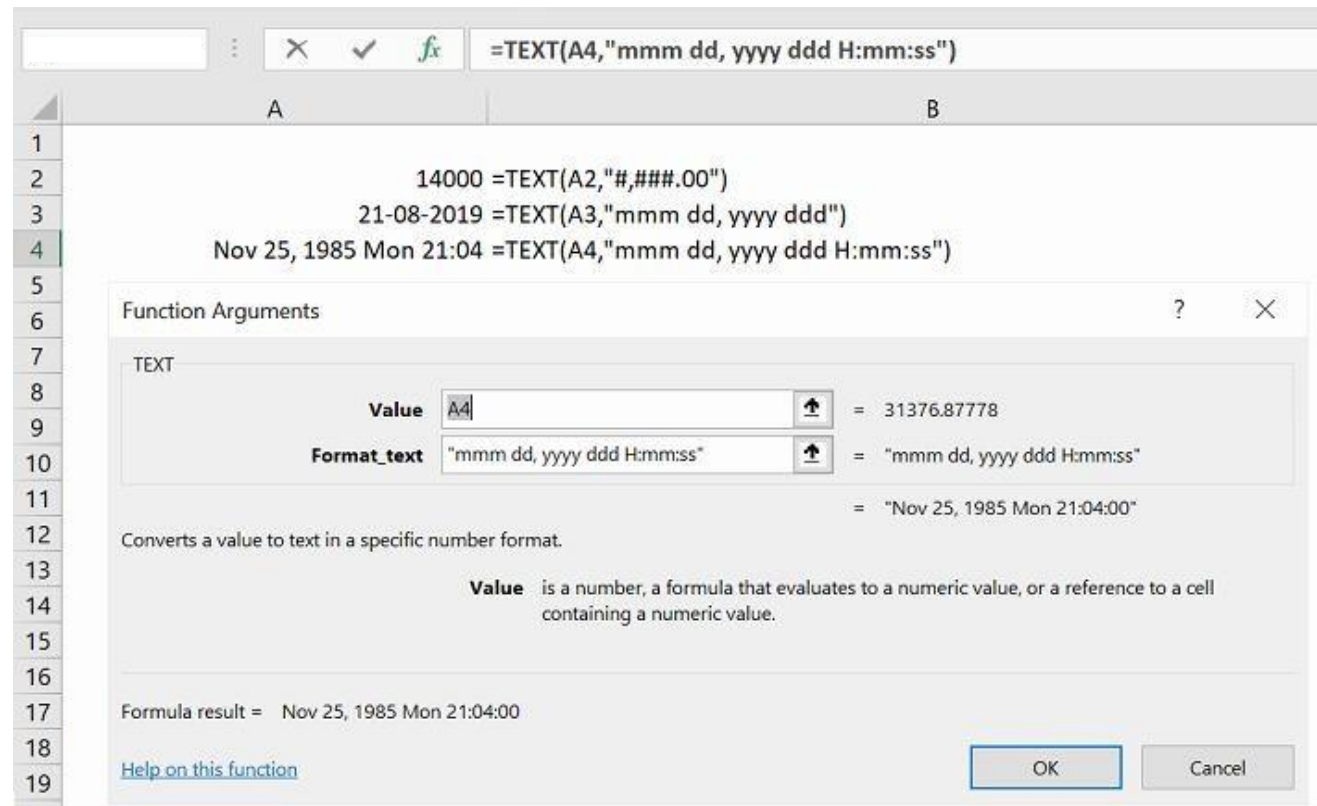 fx =TEXT(A4,"mmm dd, yyyy ddd H:mm:ss")
A B
1
2 14000 =TEXT(A2,"#,###.00")
3 21-08-2019 =TEXT(A3,"mmm dd, yyyy ddd")
4 Nov 25, 1985 Mon 21:04 =TEXT(A4,"mmm dd, yyyy ddd H:mm:ss")
5
6 Function Arguments ?
7 TEXT
8 Value A4 = 31376.87778
9
10 Format_text "mmm dd, yyyy ddd H:mm:ss" = "mmm dd, yyyy ddd H:mm:ss"
11 = "Nov 25, 1985 Mon 21:04:00"
12 Converts a value to text in a specific number format.
13 Value is a number, a formula that evaluates to a numeric value, or a reference to a cell
14 containing a numeric value.
15
16
17 Formula result = Nov 25, 1985 Mon 21:04:00
18
19 Help on this function OK Cancel